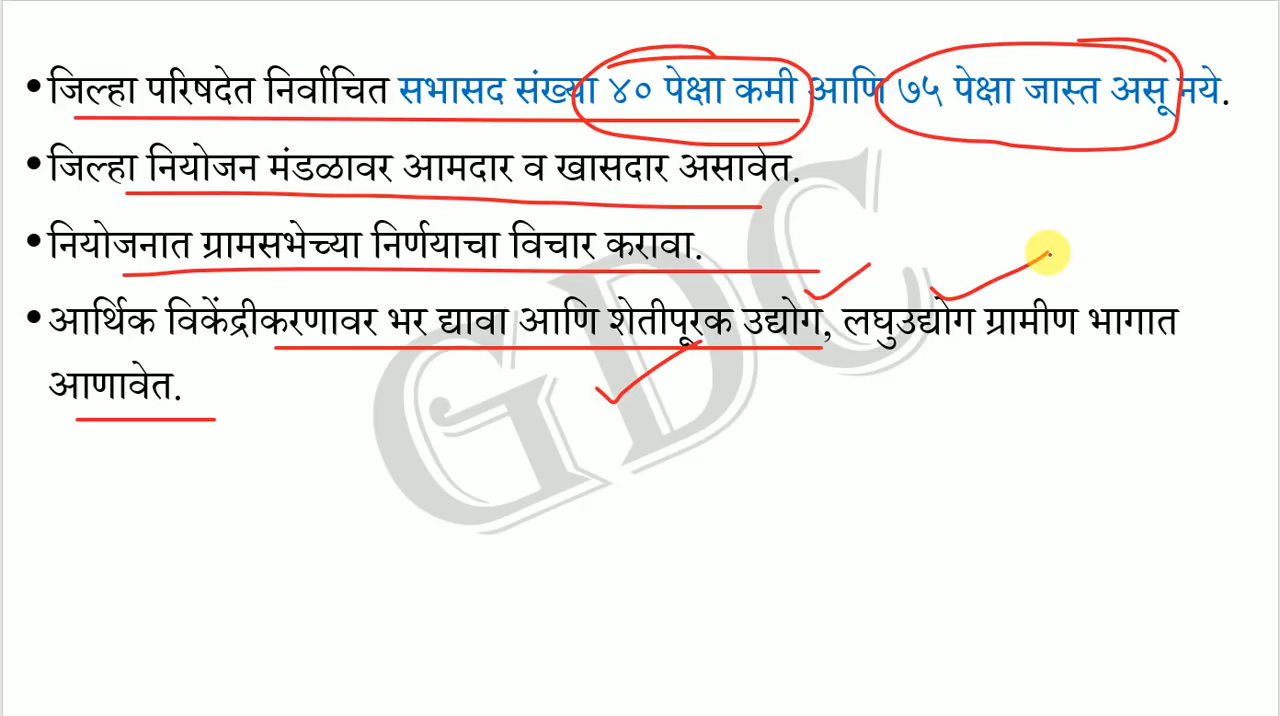 • जिल्हा परिषदेत निर्वाचित सभासद संख्या ४० पेक्षा कमी आणि ७५ पेक्षा जास्त असू नये.
• जिल्हा नियोजन मंडळावर आमदार व खासदार असावेत.
• नियोजनात ग्रामसभेच्या निर्णयाचा विचार करावा.
• आर्थिक विकेंद्रीकरणावर भर द्यावा आणि शेतीपूरक उद्योग, लघुउद्योग ग्रामीण भागात
आणावेत.
GDC